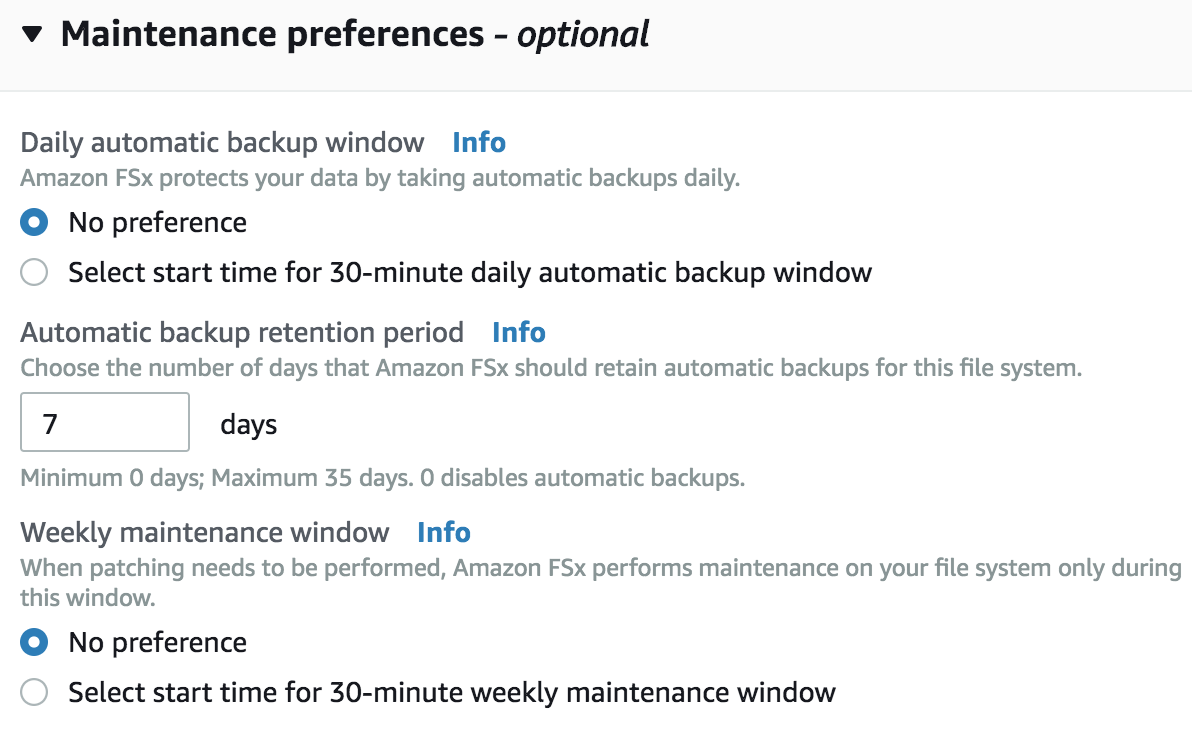 Maintenance preferences - optional
Daily automatic backup window Info
Amazon FSx protects your data by taking automatic backups daily.
No preference
Select start time for 30-minute daily automatic backup window
Automatic backup retention period Info
Choose the number of days that Amazon FSx should retain automatic backups for this file system.
7 days
Minimum 0 days; Maximum 35 days. 0 disables automatic backups.
Weekly maintenance window Info
When patching needs to be performed, Amazon FSx performs maintenance on your file system only during
this window.
No preference
Select start time for 30-minute weekly maintenance window